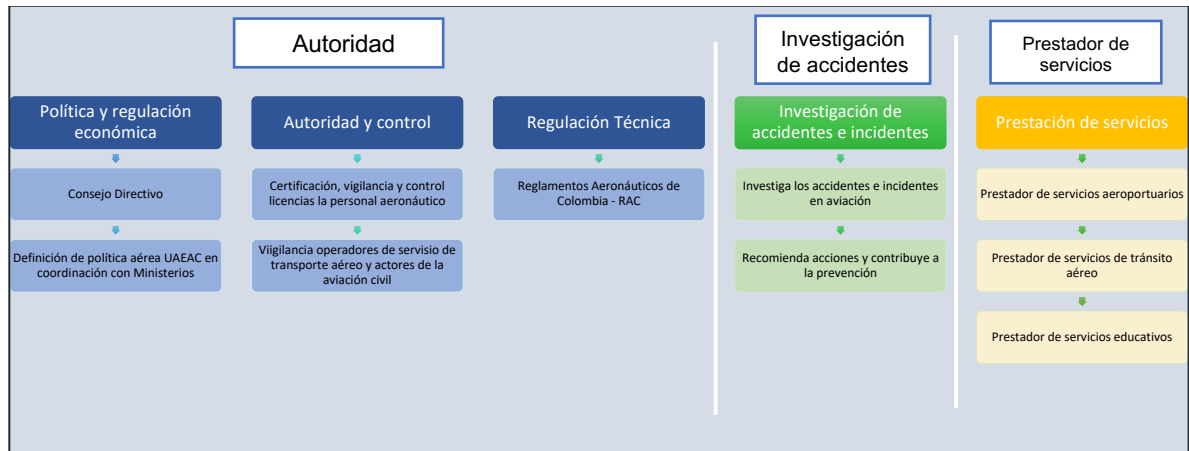 Autoridad
Investigación
de accidentes
Prestador de
servicios
Política y regulación
económica
Consejo Directivo
Definición de política aérea UAEAC en
coordinación con Ministerios
Autoridad y control
Certificación, vigilancia y control
licencias la personal aeronáutico
Viigilancia operadores de servisio de
transporte aéreo y actores de la
aviación civil
Regulación Técnica
Reglamentos Aeronáuticos de
Colombia - RAC
Investigación de
accidentes e incidentes
Investiga los accidentes e incidentes
en aviación
Recomienda acciones y contribuye a
la prevención
Prestación de servicios
Prestador de servicios aeroportuarios
Prestador de servicios de tránsito
aéreo
Prestador de servicios educativos